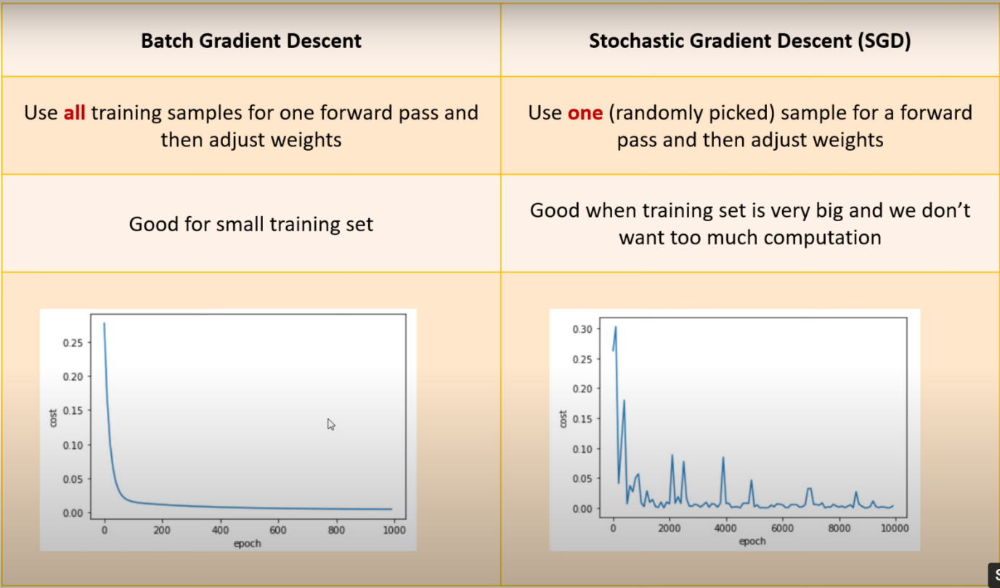 Batch Gradient Descent
Stochastic Gradient Descent (SGD)
Use all training samples for one forward pass and
then adjust weights
Use one (randomly picked) sample for a forward
pass and then adjust weights
Good for small training set
Good when training set is very big and we don’t
want too much computation
0.25
0.20
0.15
0.10
0.05
0.00
cost
0 200 400 600 800 1000
epoch
0.30
0.25
0.20
0.15
0.10
0.05
0.00
cost
0 2000 4000 6000 8000 10000
epoch